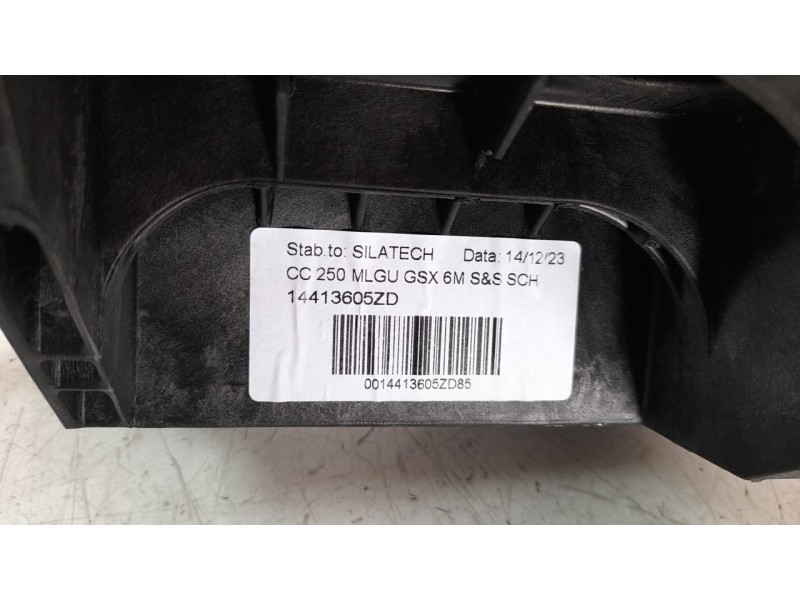 Stab.to: SILATECH Data: 14/12/23
CC 250 MLGU GSX 6M S&S SCH
14413605ZD
0014413605ZD85